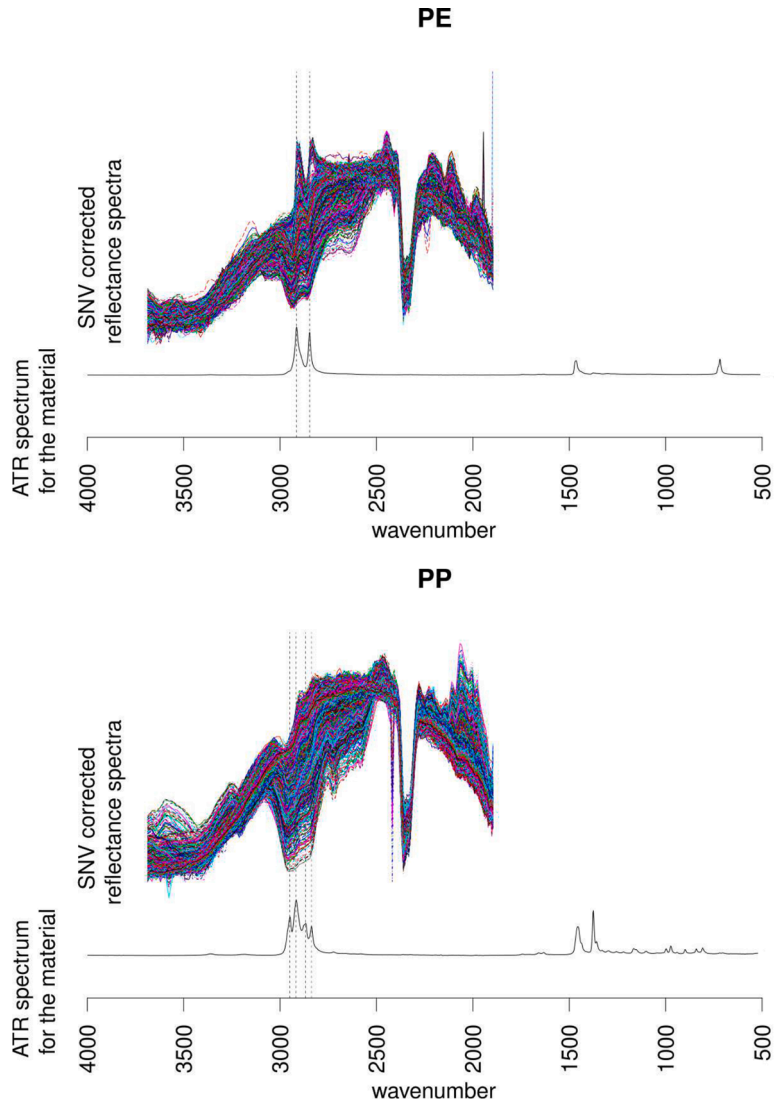 PE
SNV corrected
reflectance spectra
ATR spectrum
for the material
4000
3500
3000
2500
2000
1500
1000
500
wavenumber
PP
SNV corrected
reflectance spectra
ATR spectrum
for the material
4000
3500
3000
2500
2000
1500
1000
500
wavenumber